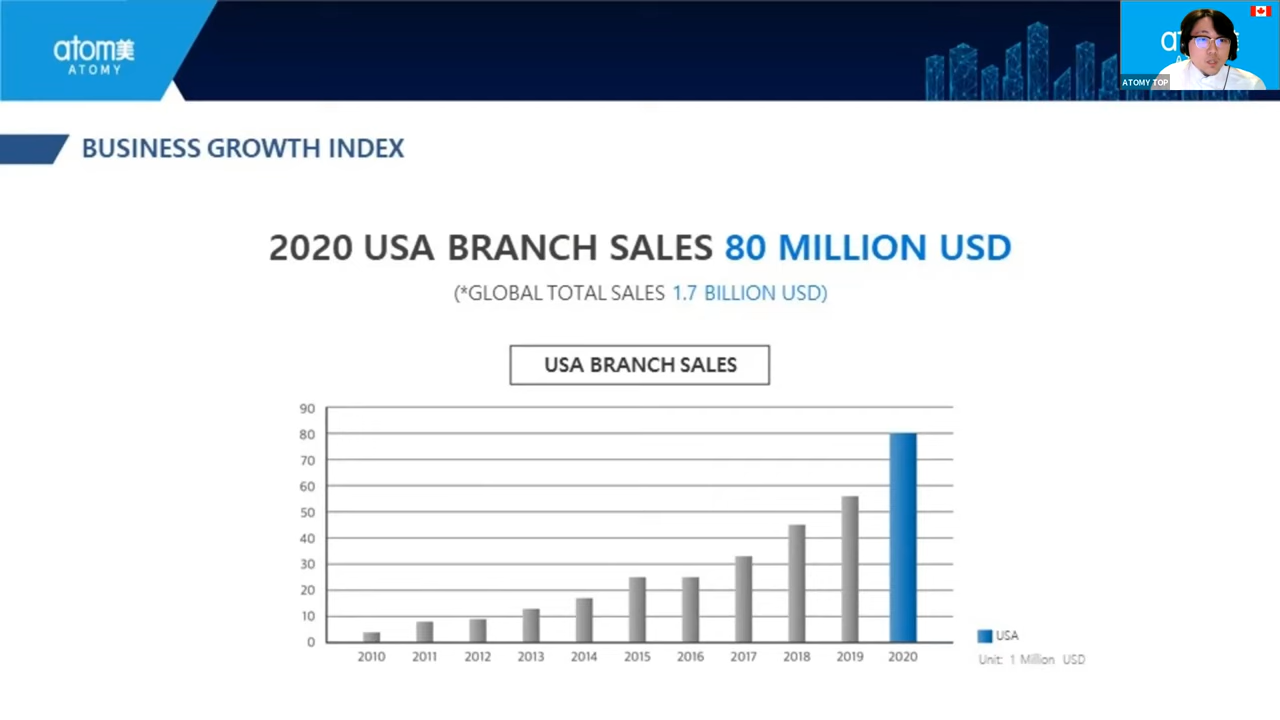 atom美
ATOMY
ATOMY TOP
BUSINESS GROWTH INDEX
2020 USA BRANCH SALES 80 MILLION USD
(*GLOBAL TOTAL SALES 1.7 BILLION USD)
USA BRANCH SALES
90
80
70
60
50
40
30
20
10
0
2010 2011 2012 2013 2014 2015 2016 2017 2018 2019 2020
USA
Unit: 1 Million USD